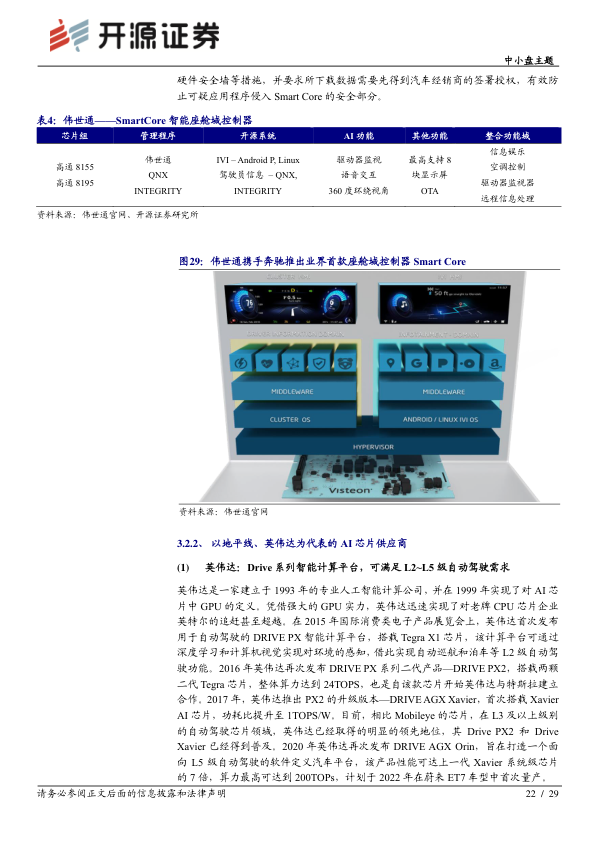 开源证券
中小盘主题
硬件安全墙等措施，并要求所下载数据需要先得到汽车经销商的签署授权，有效防
止可疑应用程序侵入 Smart Core 的安全部分。
表4：伟世通——SmartCore 智能座舱域控制器
芯片组 管理程序 开源系统 AI 功能 其他功能 整合功能域
高通 8155
高通 8195
伟世通
QNX
INTEGRITY
IVI – Android P, Linux
驾驶员信息 – QNX,
INTEGRITY
驱动器监视
语音交互
360 度环绕视角
最高支持 8
块显示屏
OTA
信息娱乐
空调控制
驱动器监视器
远程信息处理
资料来源：伟世通官网、开源证券研究所
图29：伟世通携手奔驰推出业界首款座舱域控制器 Smart Core
MIDDLEWARE
MIDDLEWARE
CLUSTER OS
ANDROID / LINUX IVI OS
HYPERVISOR
Visteon
资料来源：伟世通官网
3.2.2、 以地平线、英伟达为代表的 AI 芯片供应商
(1) 英伟达：Drive 系列智能计算平台，可满足 L2~L5 级自动驾驶需求
英伟达是一家建立于 1993 年的专业人工智能计算公司，并在 1999 年实现了对 AI 芯
片中 GPU 的定义。凭借强大的 GPU 实力，英伟达迅速实现了对老牌 CPU 芯片企业
英特尔的追赶甚至超越。在 2015 年国际消费类电子产品展览会上，英伟达首次发布
用于自动驾驶的 DRIVE PX 智能计算平台，搭载 Tegra X1 芯片，该计算平台可通过
深度学习和计算机视觉实现对环境的感知，借此实现自动巡航和泊车等 L2 级自动驾
驶功能。2016 年英伟达再次发布 DRIVE PX 系列二代产品—DRIVE PX2，搭载两颗
二代 Tegra 芯片，整体算力达到 24TOPS，也是自该款芯片开始英伟达与特斯拉建立
合作。2017 年，英伟达推出 PX2 的升级版本—DRIVE AGX Xavier，首次搭载 Xavier
AI 芯片，功耗比提升至 1TOPS/W。目前，相比 Mobileye 的芯片，在 L3 及以上级别
的自动驾驶芯片领域，英伟达已经取得的明显的领先地位，其 Drive PX2 和 Drive
Xavier 已经得到普及。2020 年英伟达再次发布 DRIVE AGX Orin，旨在打造一个面
向 L5 级自动驾驶的软件定义汽车平台，该产品性能可达上一代 Xavier 系统级芯片
的 7 倍，算力最高可达到 200TOPs，计划于 2022 年在蔚来 ET7 车型中首次量产。
请务必参阅正文后面的信息披露和法律声明
22 / 29